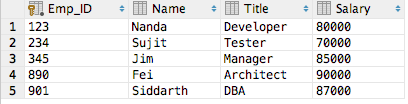 Emp_ID Name Title Salary
1 123 Nanda Developer 80000
2 234 Sujit Tester 70000
3 345 Jim Manager 85000
4 890 Fei Architect 90000
5 901 Siddarth DBA 87000